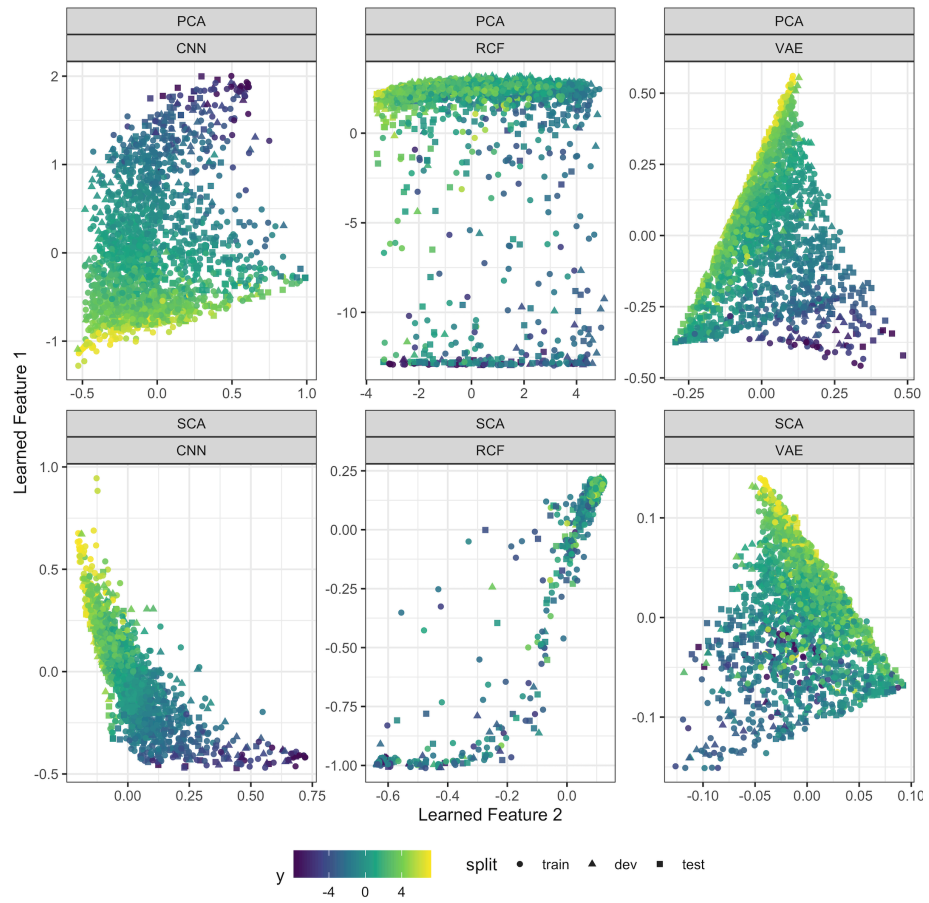 PCA PCA PCA
CNN RCF VAE
2
1
0
-1
0
-5
-10
0.50
0.25
0.00
-0.25
-0.50
-0.5 0.0 0.5 1.0
-4 -2 0 2 4
-0.25 0.00 0.25 0.50
Learned Feature 1
SCA SCA SCA
CNN RCF VAE
1.0
0.5
0.0
-0.5
0.25
0.00
-0.25
-0.50
-0.75
-1.00
0.1
0.0
-0.1
0.00 0.25 0.50 0.75
-0.6 -0.4 -0.2 0.0
-0.10 -0.05 0.00 0.05 0.10
Learned Feature 2
y
-4 0 4
split train dev test